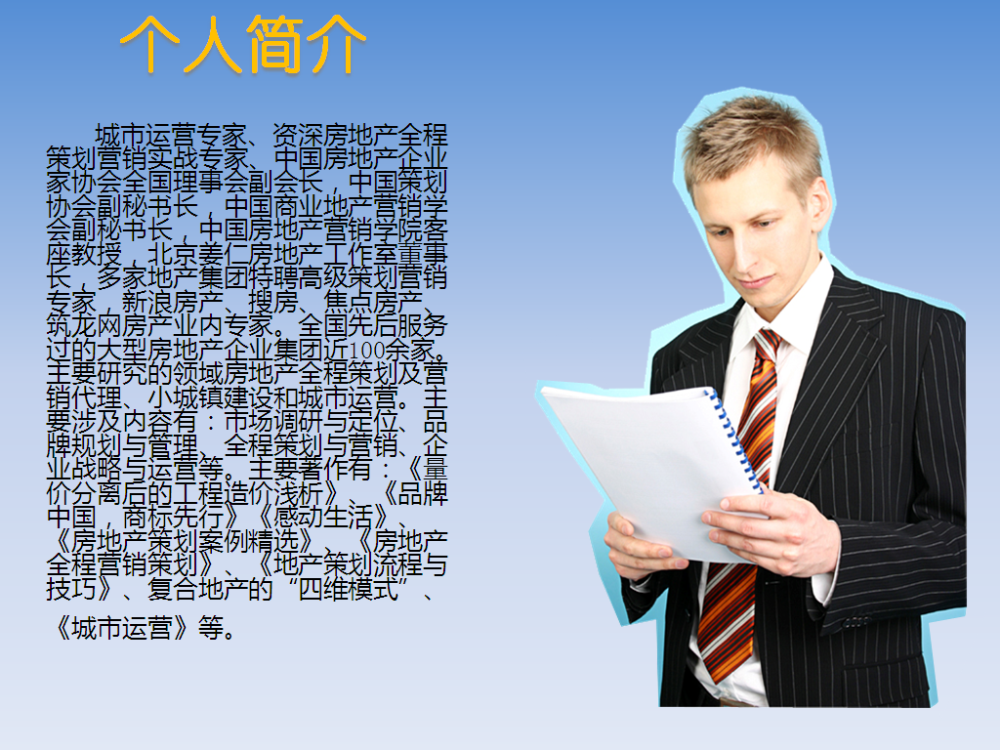 个人简介
城市运营专家、资深房地产全程
策划营销实战专家、中国房地产企业
家协会全国理事会副会长，中国策划
协会副秘书长，中国商业地产营销学
会副秘书长，中国房地产营销学院客
座教授，北京姜仁房地产工作室董事
长，多家地产集团特聘高级策划营销
专家，新浪房产、搜房、焦点房产、
筑龙网房产业内专家。全国先后服务
过的大型房地产企业集团近100余家。
主要研究的领域房地产全程策划及营
销代理、小城镇建设和城市运营。主
要涉及内容有：市场调研与定位、品
牌规划与管理、全程策划与营销、企
业战略与运营等。主要著作有：《量
价分离后的工程造价浅析》、《品牌
中国，商标先行》《感动生活》、
《房地产策划案例精选》、《房地产
全程营销策划》、《地产策划流程与
技巧》、复合地产的“四维模式”、
《城市运营》等。